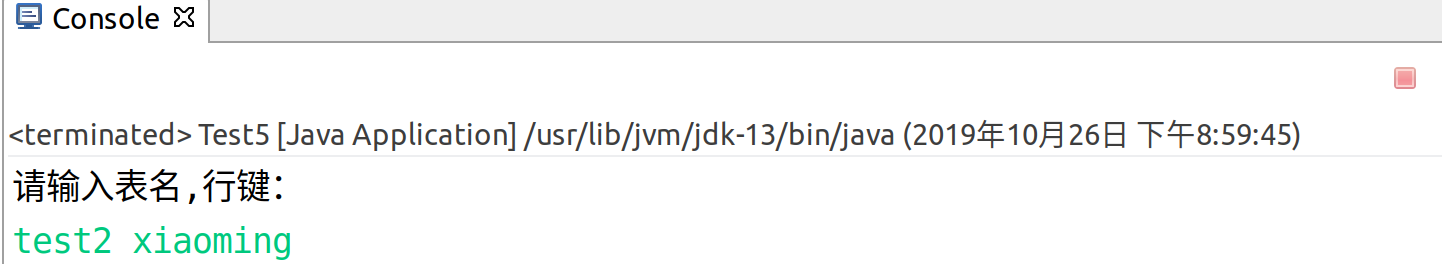 Console
<terminated> Test5 [Java Application] /usr/lib/jvm/jdk-13/bin/java (2019年10月26日 下午8:59:45)
请输入表名,行键：
test2 xiaoming